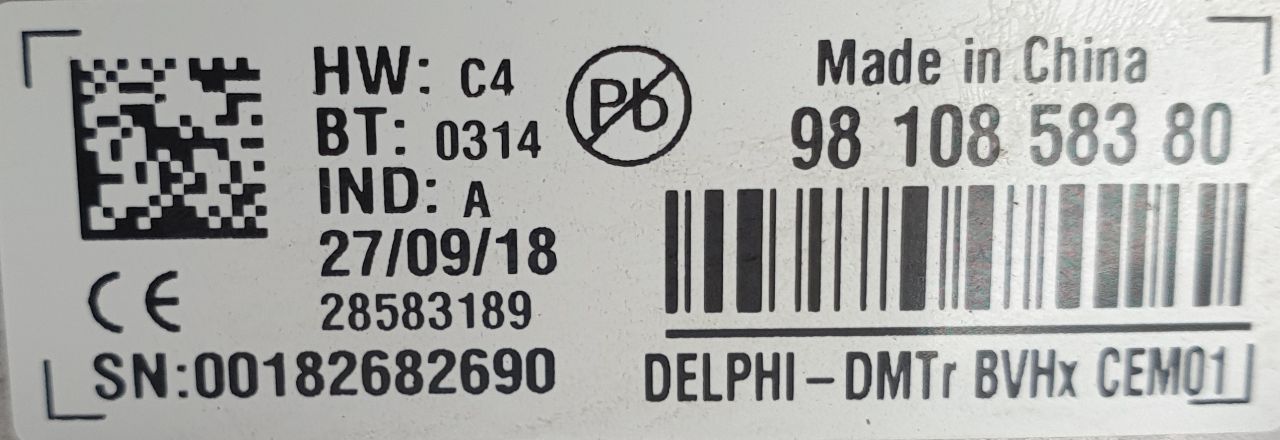 HW: C4
BT: 0314
IND: A
27/09/18
28583189
SN:00182682690
Pb
CE
Made in China
98 108 583 80
DELPHI – DMTr BVHx CEM01